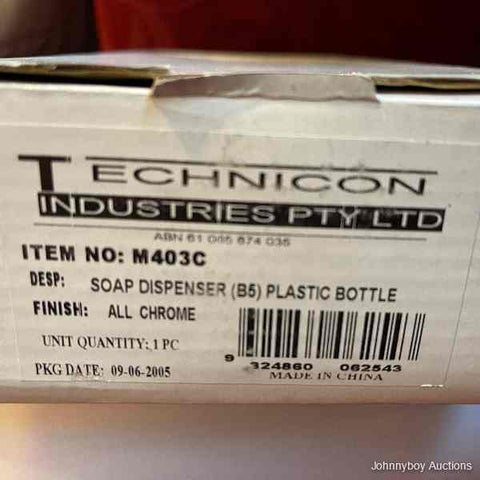 TECHNICON
INDUSTRIES PTY LTD
ABN 61 005 674 035
ITEM NO: M403C
DESP: SOAP DISPENSER (B5) PLASTIC BOTTLE
FINISH: ALL CHROME
UNIT QUANTITY: 1 PC
PKG DATE: 09-06-2005
9 324860 062543
MADE IN CHINA
Johnnyboy Auctions